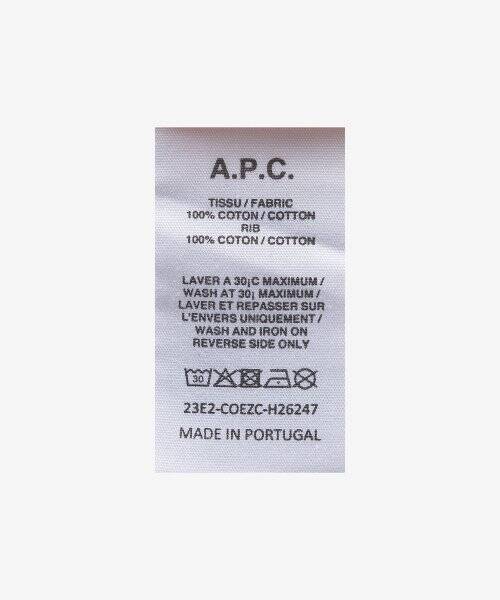 A.P.C.
TISSU / FABRIC
100% COTON / COTTON
RIB
100% COTON / COTTON
LAVER A 30¡C MAXIMUM /
WASH AT 30¡ MAXIMUM /
LAVER ET REPASSER SUR
L'ENVERS UNIQUEMENT /
WASH AND IRON ON
REVERSE SIDE ONLY
30
23E2-COEZC-H26247
MADE IN PORTUGAL